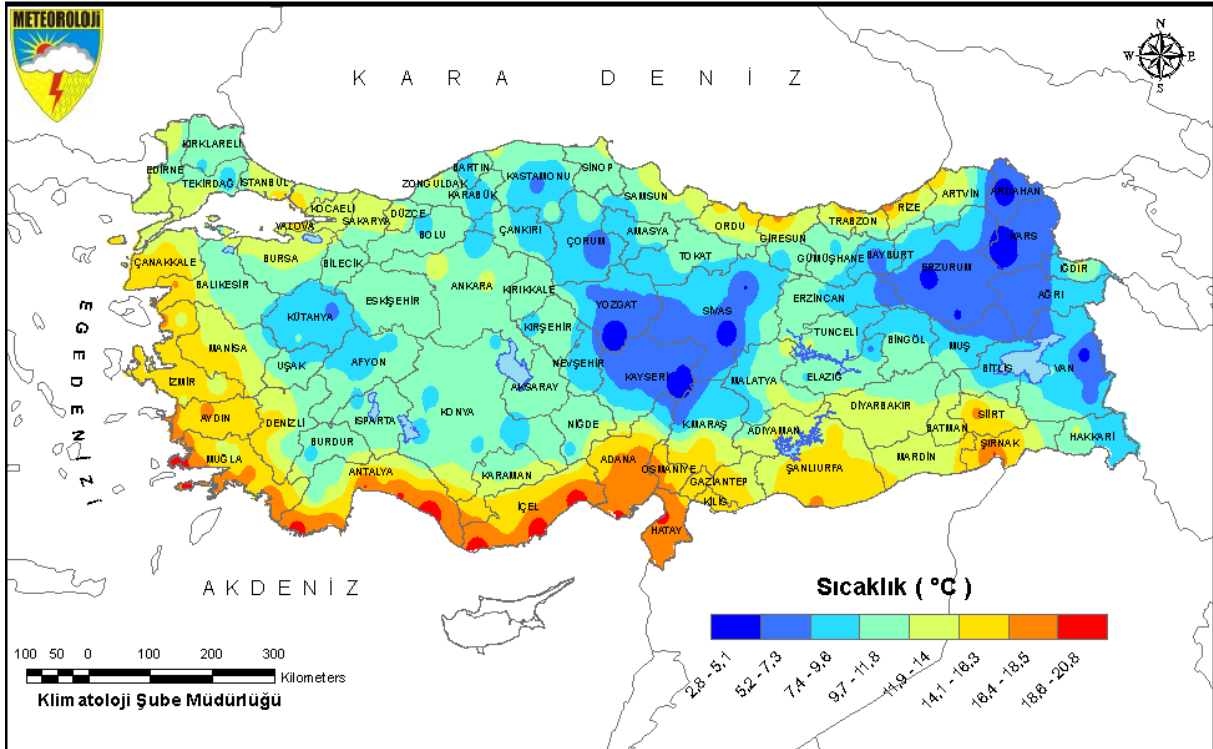 METEOROLOJİ
N
W E
S
K A R A D E N İ Z
KIRKLARELİ
EDİRNE
TEKİRDAĞ
İSTANBUL
KOCAELİ
YALOVA
SAKARYA
DÜZCE
ZONGULDAK
BARTIN
KARABÜK
KASTAMONU
SİNOP
SAMSUN
ORDU
GİRESUN
TRABZON
RİZE
ARTVİN
ARDAHAN
KARS
IĞDIR
AĞRI
ERZURUM
BAYBURT
GÜMÜŞHANE
TOKAT
AMASYA
ÇORUM
ÇANKIRI
BOLU
BİLECİK
BURSA
ÇANAKKALE
BALIKESİR
ESKİŞEHİR
ANKARA
KIRIKKALE
YOZGAT
SİVAS
ERZİNCAN
TUNCELİ
BİNGÖL
MUŞ
BİTLİS
VAN
KÜTAHYA
MANİSA
UŞAK
AFYON
KIRŞEHİR
NEVŞEHİR
KAYSERİ
MALATYA
ELAZIĞ
DİYARBAKIR
BATMAN
SİİRT
ŞIRNAK
HAKKARİ
İZMİR
AYDIN
DENİZLİ
ISPARTA
KONYA
AKSARAY
NİĞDE
K.MARAŞ
ADIYAMAN
MARDİN
ŞANLIURFA
MUĞLA
BURDUR
ANTALYA
KARAMAN
İÇEL
ADANA
OSMANİYE
GAZİANTEP
KİLİS
HATAY
E G E D E N İ Z İ
A K D E N İ Z
Sıcaklık ( °C )
2,8 - 5,1
5,2 - 7,3
7,4 - 9,6
9,7 - 11,8
11,9 - 14
14,1 - 16,3
16,4 - 18,5
18,6 - 20,8
100 50 0 100 200 300
Kilometers
Klimatoloji Şube Müdürlüğü